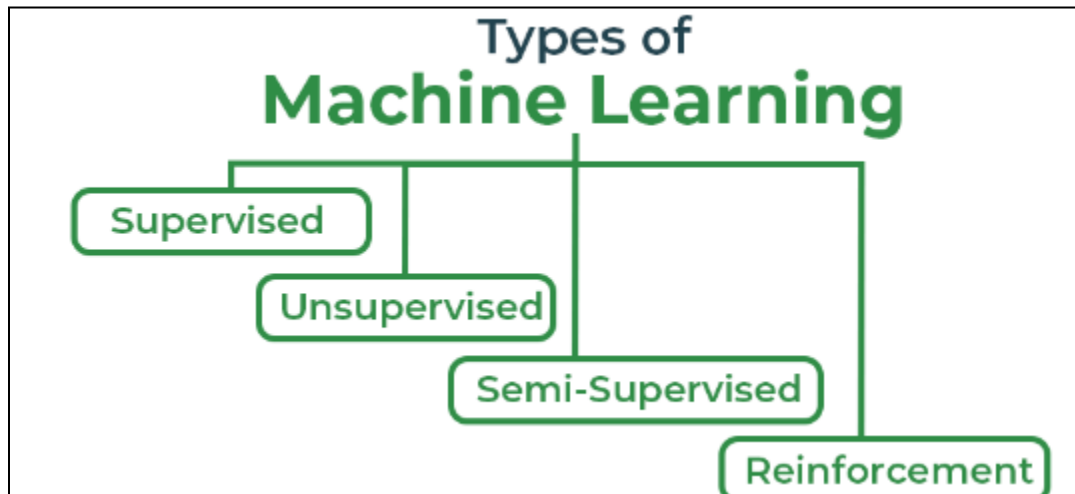 Types of
Machine Learning
Supervised
Unsupervised
Semi-Supervised
Reinforcement